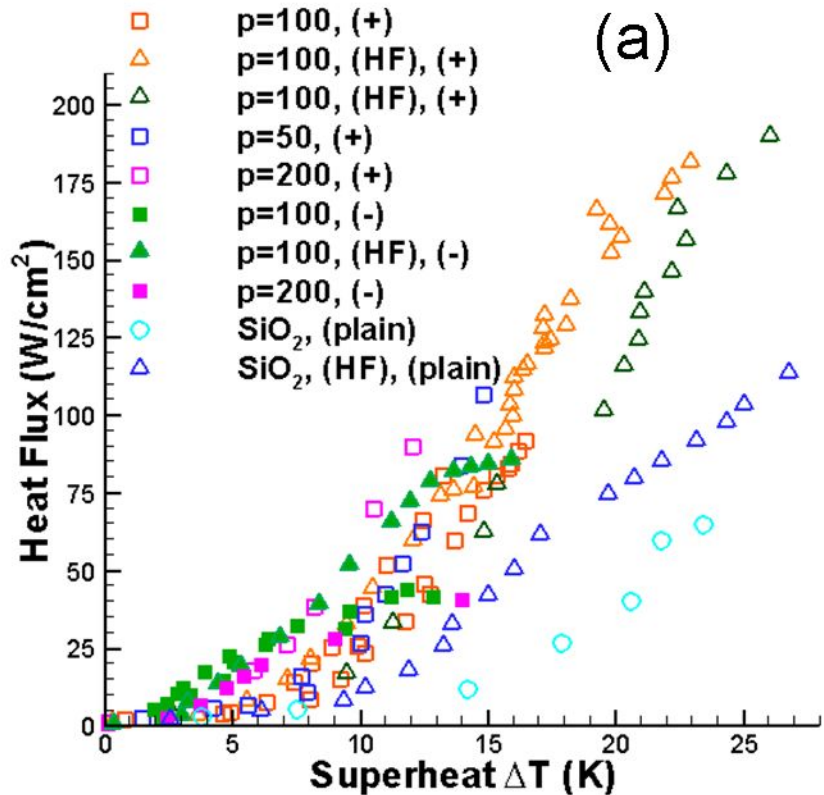 (a)
p=100, (+)
p=100, (HF), (+)
p=100, (HF), (+)
p=50, (+)
p=200, (+)
p=100, (-)
p=100, (HF), (-)
p=200, (-)
SiO₂, (plain)
SiO₂, (HF), (plain)
Heat Flux (W/cm²)
200
175
150
125
100
75
50
25
0
0 5 10 15 20 25
Superheat ΔT (K)